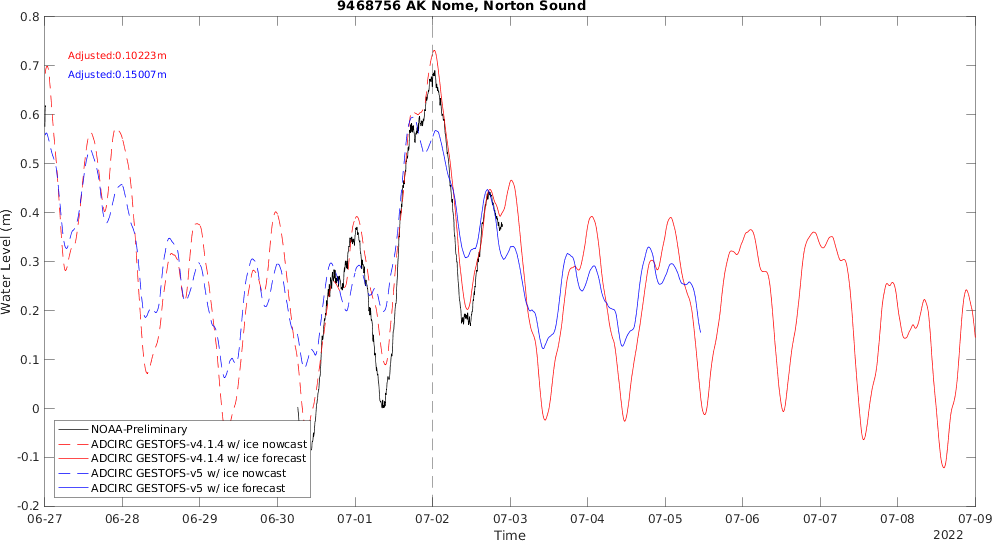 9468756 AK Nome, Norton Sound
Adjusted:0.10223m
Adjusted:0.15007m
Water Level (m)
0.8
0.7
0.6
0.5
0.4
0.3
0.2
0.1
0
-0.1
-0.2
NOAA-Preliminary
ADCIRC GESTOFS-v4.1.4 w/ ice nowcast
ADCIRC GESTOFS-v4.1.4 w/ ice forecast
ADCIRC GESTOFS-v5 w/ ice nowcast
ADCIRC GESTOFS-v5 w/ ice forecast
06-27 06-28 06-29 06-30 07-01 07-02 07-03 07-04 07-05 07-06 07-07 07-08 07-09
Time
2022